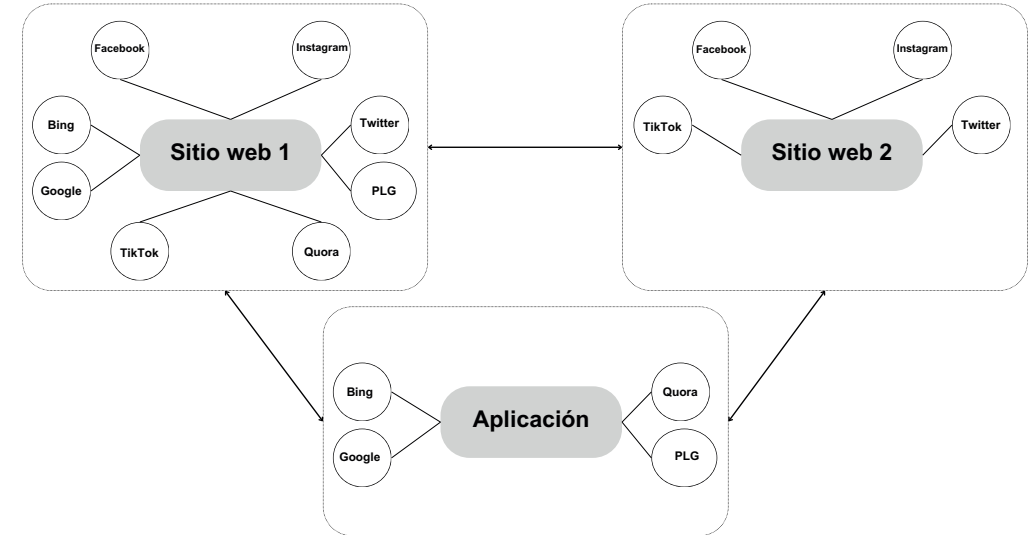 Facebook
Instagram
Bing
Twitter
Sitio web 1
Google
PLG
TikTok
Quora
Facebook
Instagram
TikTok
Twitter
Sitio web 2
Bing
Quora
Aplicación
Google
PLG